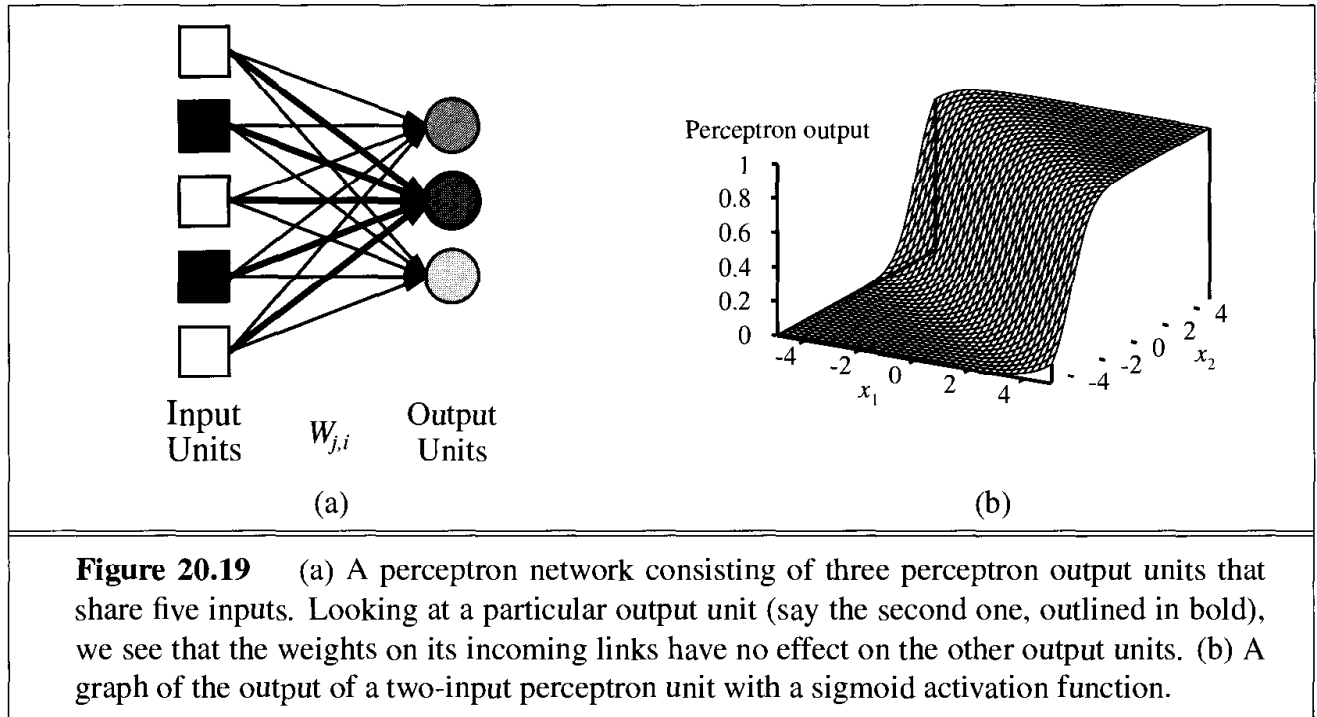 Input
Units
W_{j,i}
Output
Units
(a)
Perceptron output
1
0.8
0.6
0.4
0.2
0
-4
-2
0
2
4
x_1
-4
-2
0
2
4
x_2
(b)
Figure 20.19 (a) A perceptron network consisting of three perceptron output units that
share five inputs. Looking at a particular output unit (say the second one, outlined in bold),
we see that the weights on its incoming links have no effect on the other output units. (b) A
graph of the output of a two-input perceptron unit with a sigmoid activation function.